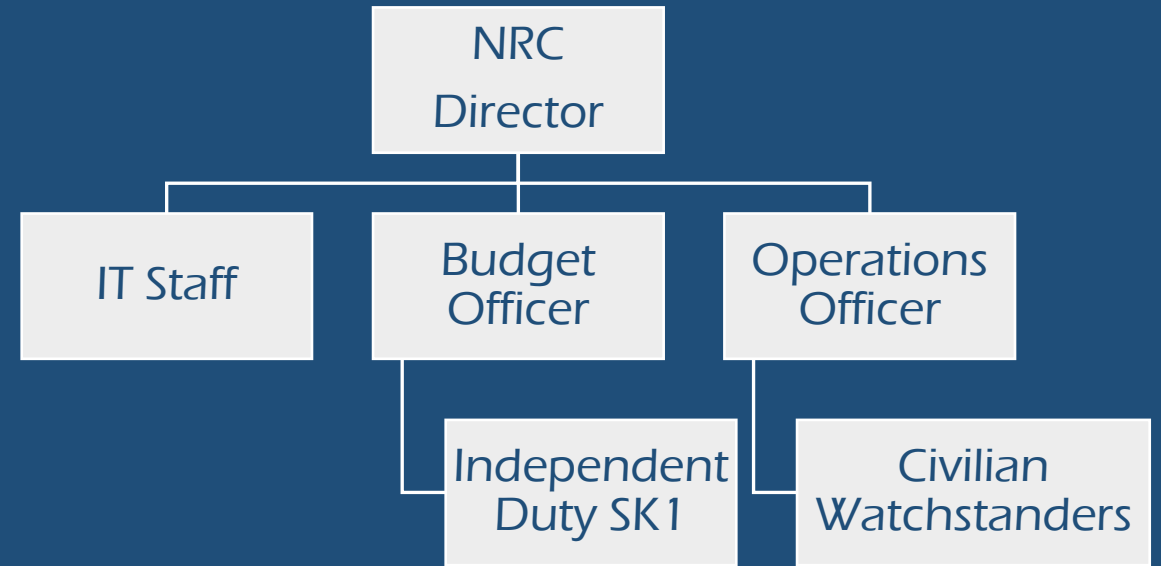 NRC
Director
IT Staff
Budget
Officer
Operations
Officer
Independent
Duty SK1
Civilian
Watchstanders